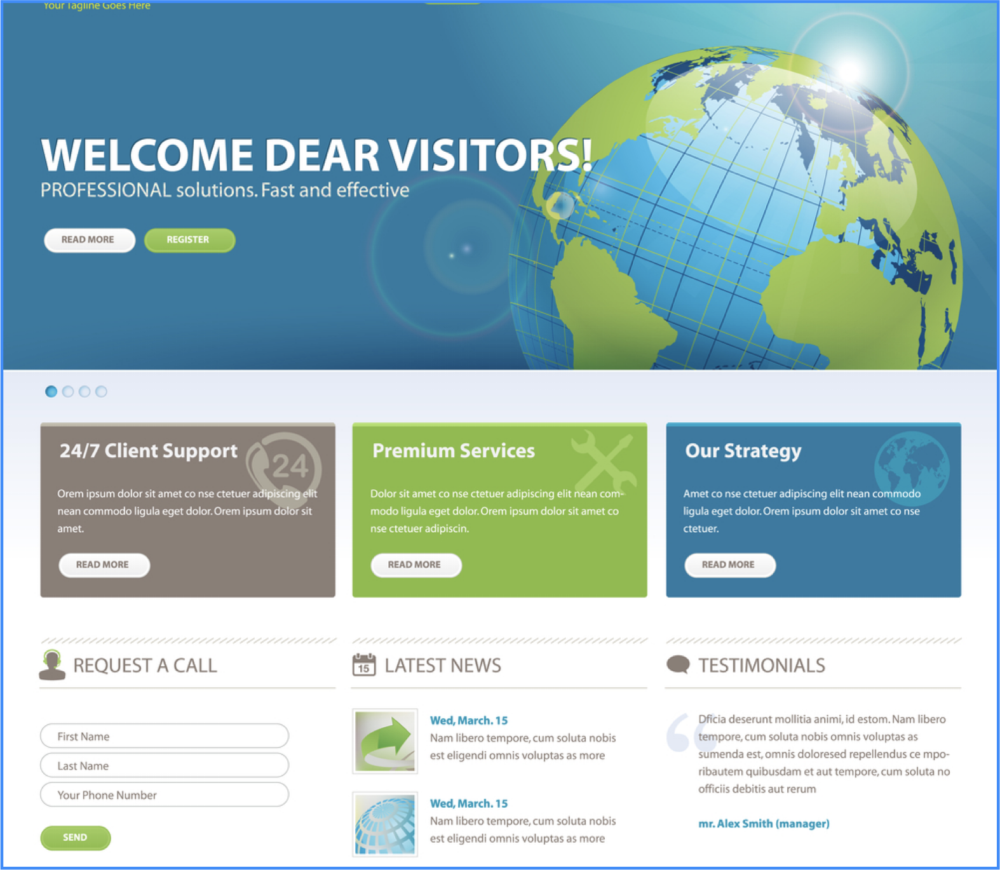 Your Tagline Goes Here
WELCOME DEAR VISITORS!
PROFESSIONAL solutions. Fast and effective
READ MORE
REGISTER
24/7 Client Support
24
Orem ipsum dolor sit amet co nse ctetuer adipiscing elit
nean commodo ligula eget dolor. Orem ipsum dolor sit
amet.
READ MORE
Premium Services
Dolor sit amet co nse ctetuer adipiscing elit nean com-
modo ligula eget dolor. Orem ipsum dolor sit amet co
nse ctetuer adipiscin.
READ MORE
Our Strategy
Amet co nse ctetuer adipiscing elit nean commodo
ligula eget dolor. Orem ipsum dolor sit amet co nse
ctetuer.
READ MORE
REQUEST A CALL
First Name
Last Name
Your Phone Number
SEND
15
LATEST NEWS
Wed, March. 15
Nam libero tempore, cum soluta nobis
est eligendi omnis voluptas as more
Wed, March. 15
Nam libero tempore, cum soluta nobis
est eligendi omnis voluptas as more
TESTIMONIALS
“
Dficia deserunt mollitia animi, id estom. Nam libero
tempore, cum soluta nobis omnis voluptas as
sumenda est, omnis doloresed repellendus ce mpo-
ribautem quibusdam et aut tempore, cum soluta no
officiis debitis aut rerum
mr. Alex Smith (manager)